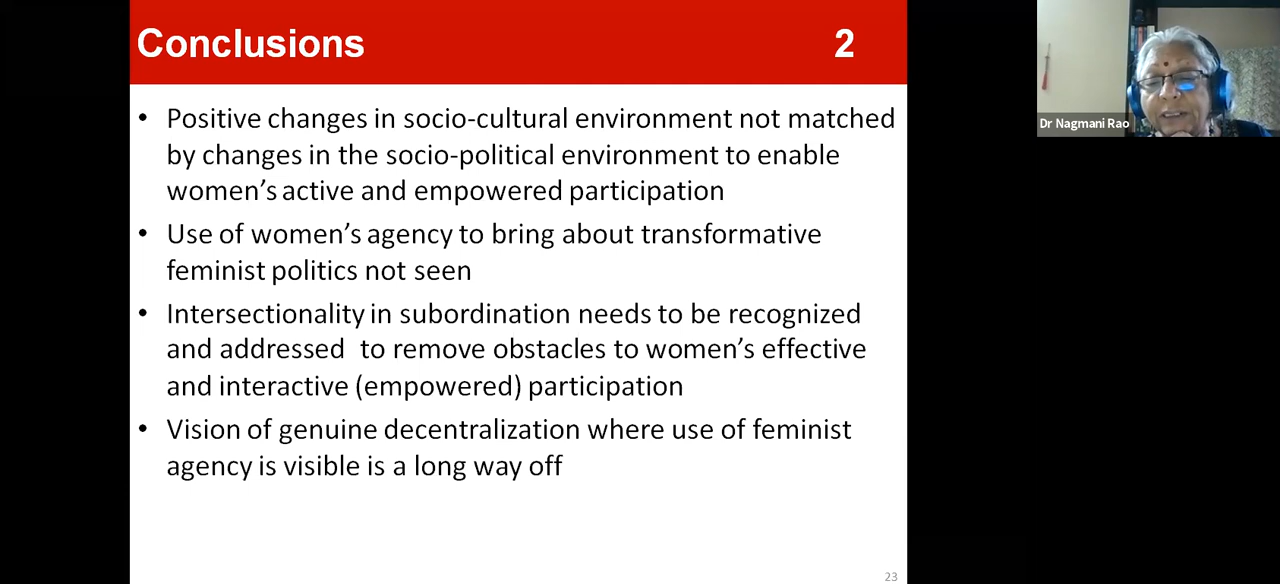 Conclusions 2
• Positive changes in socio-cultural environment not matched
by changes in the socio-political environment to enable
women’s active and empowered participation
• Use of women’s agency to bring about transformative
feminist politics not seen
• Intersectionality in subordination needs to be recognized
and addressed  to remove obstacles to women’s effective
and interactive (empowered) participation
• Vision of genuine decentralization where use of feminist
agency is visible is a long way off
23
Dr Nagmani Rao